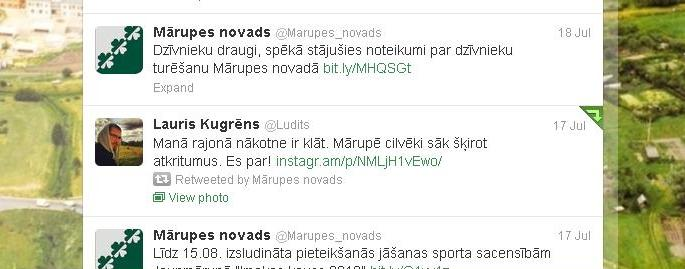 Mārupes novads @Marupes_novads 18 Jul
Dzīvnieku draugi, spēkā stājušies noteikumi par dzīvnieku
turēšanu Mārupes novadā bit.ly/MHQSGt
Expand
Lauris Kugrēns @Ludits 17 Jul
Manā rajonā nākotne ir klāt. Mārupē cilvēki sāk šķirot
atkritumus. Es par! instagr.am/p/NMLjH1vEwo/
Retweeted by Mārupes novads
View photo
Mārupes novads @Marupes_novads 17 Jul
Līdz 15.08. izsludināta pieteikšanās jāšanas sporta sacensībām